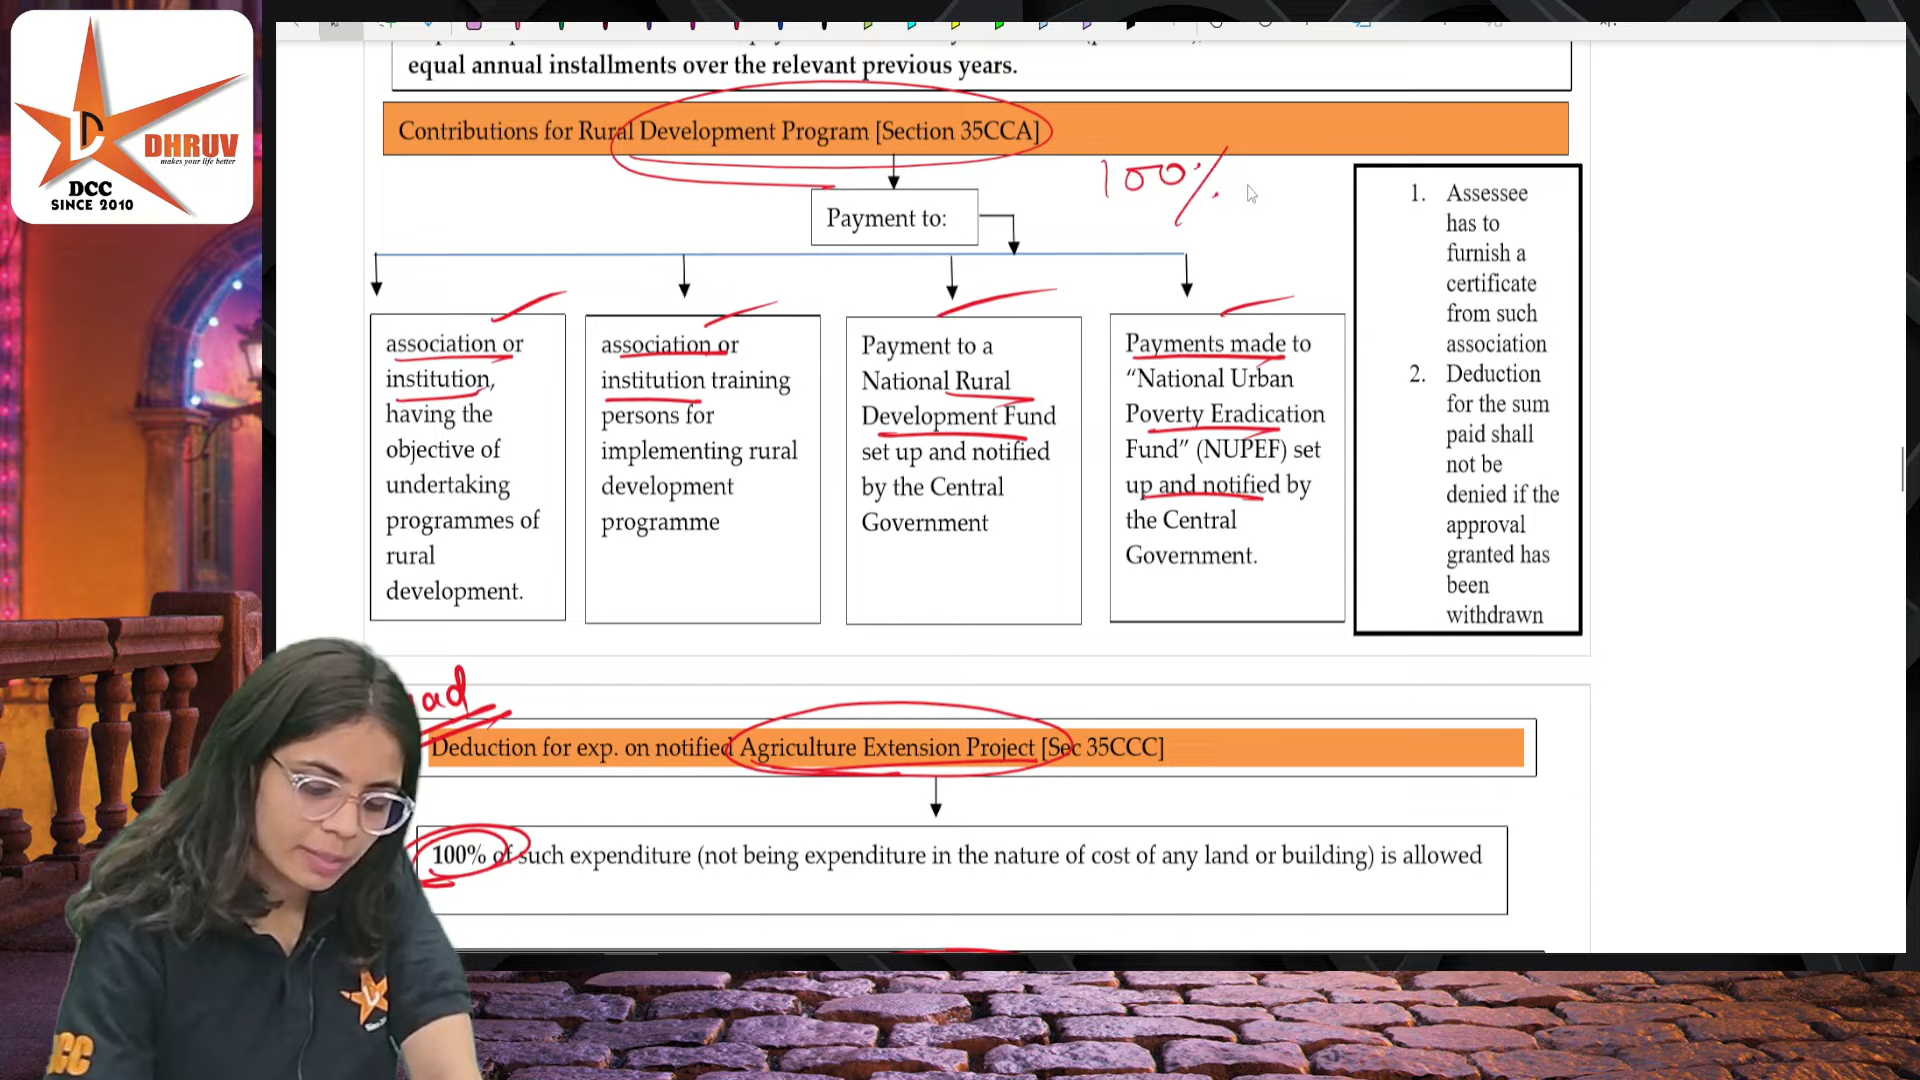 DHRUV
makes your life better
DCC
SINCE 2010
equal annual installments over the relevant previous years.
Contributions for Rural Development Program [Section 35CCA]
100%
Payment to:
association or
institution,
having the
objective of
undertaking
programmes of
rural
development.
association or
institution training
persons for
implementing rural
development
programme
Payment to a
National Rural
Development Fund
set up and notified
by the Central
Government
Payments made to
“National Urban
Poverty Eradication
Fund” (NUPEF) set
up and notified by
the Central
Government.
1. Assessee
has to
furnish a
certificate
from such
association
2. Deduction
for the sum
paid shall
not be
denied if the
approval
granted has
been
withdrawn
Deduction for exp. on notified Agriculture Extension Project [Sec 35CCC]
100% of such expenditure (not being expenditure in the nature of cost of any land or building) is allowed